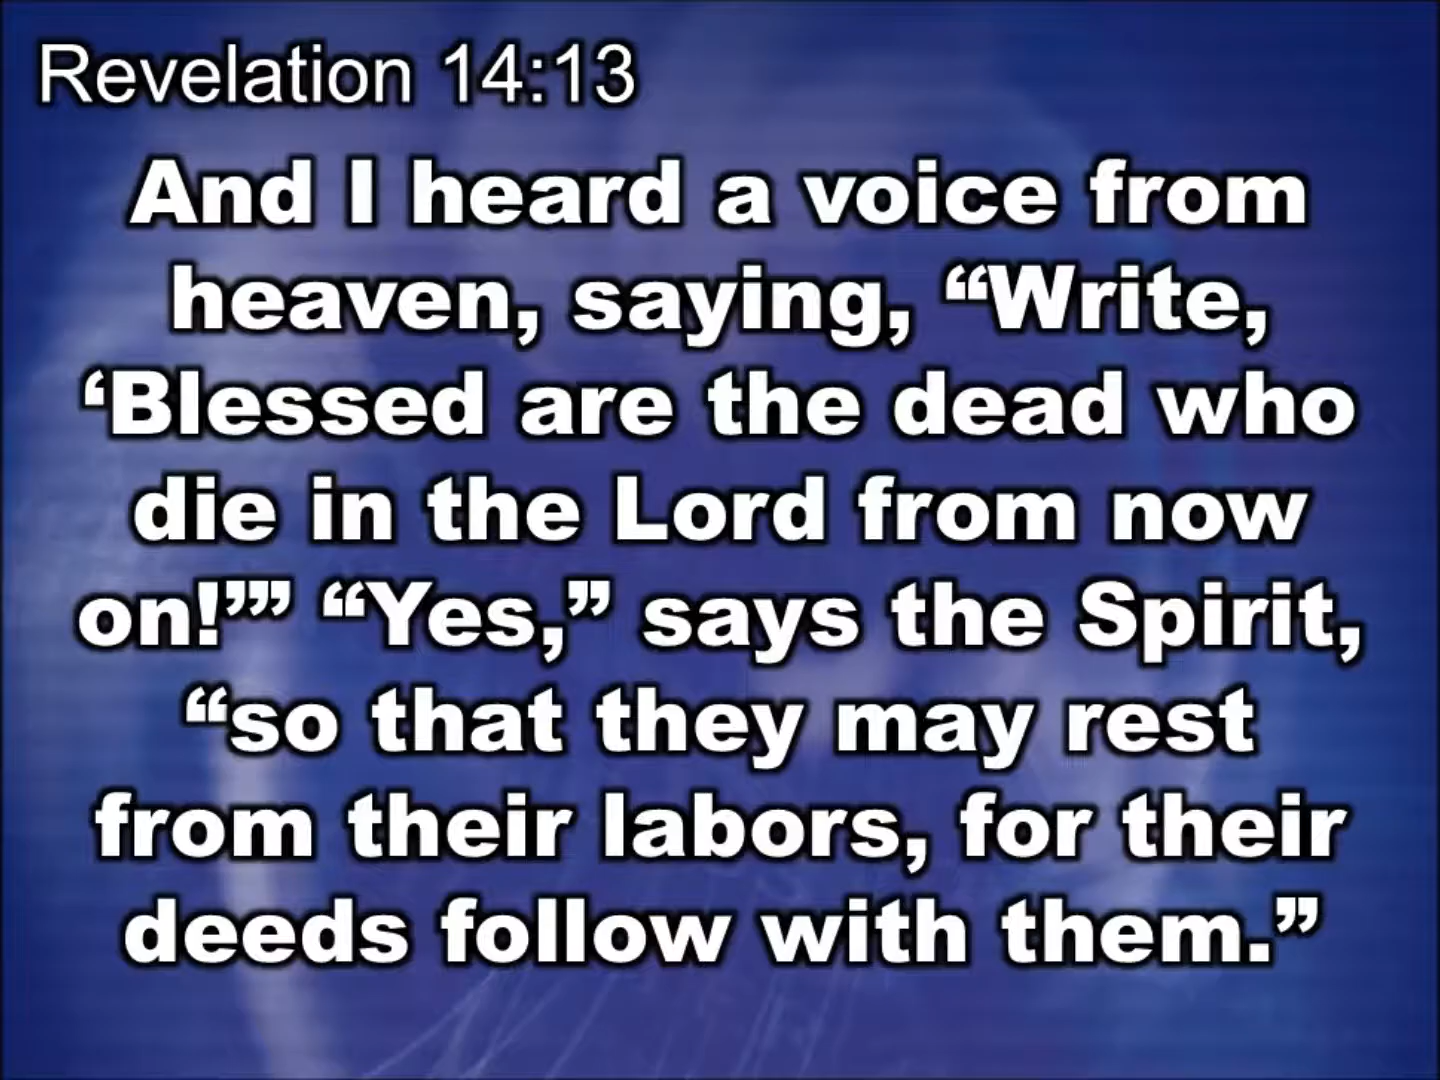 Revelation 14:13
And I heard a voice from
heaven, saying, “Write,
‘Blessed are the dead who
die in the Lord from now
on!’” “Yes,” says the Spirit,
“so that they may rest
from their labors, for their
deeds follow with them.”